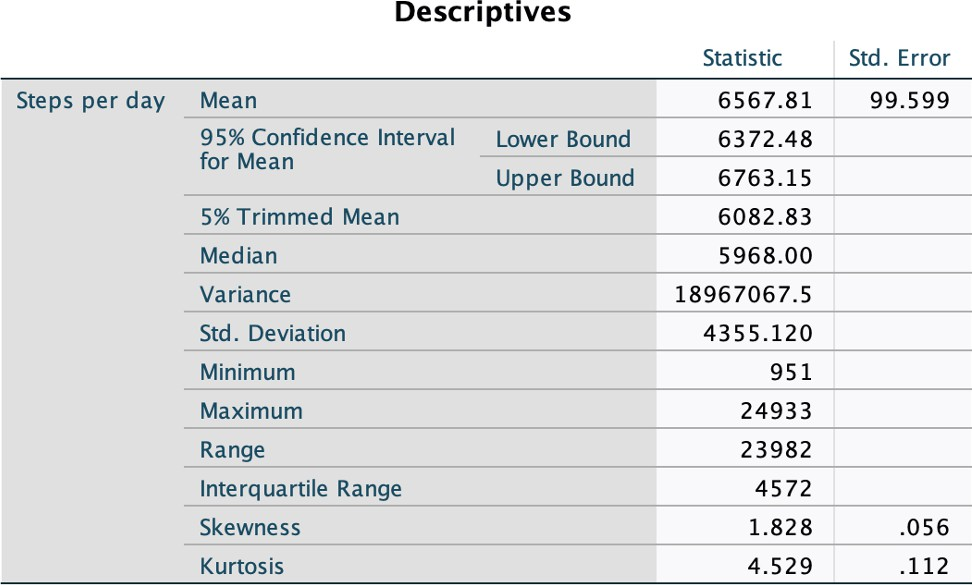 Descriptives
Statistic Std. Error
Steps per day Mean 6567.81 99.599
95% Confidence Interval for Mean Lower Bound 6372.48
Upper Bound 6763.15
5% Trimmed Mean 6082.83
Median 5968.00
Variance 18967067.5
Std. Deviation 4355.120
Minimum 951
Maximum 24933
Range 23982
Interquartile Range 4572
Skewness 1.828 .056
Kurtosis 4.529 .112